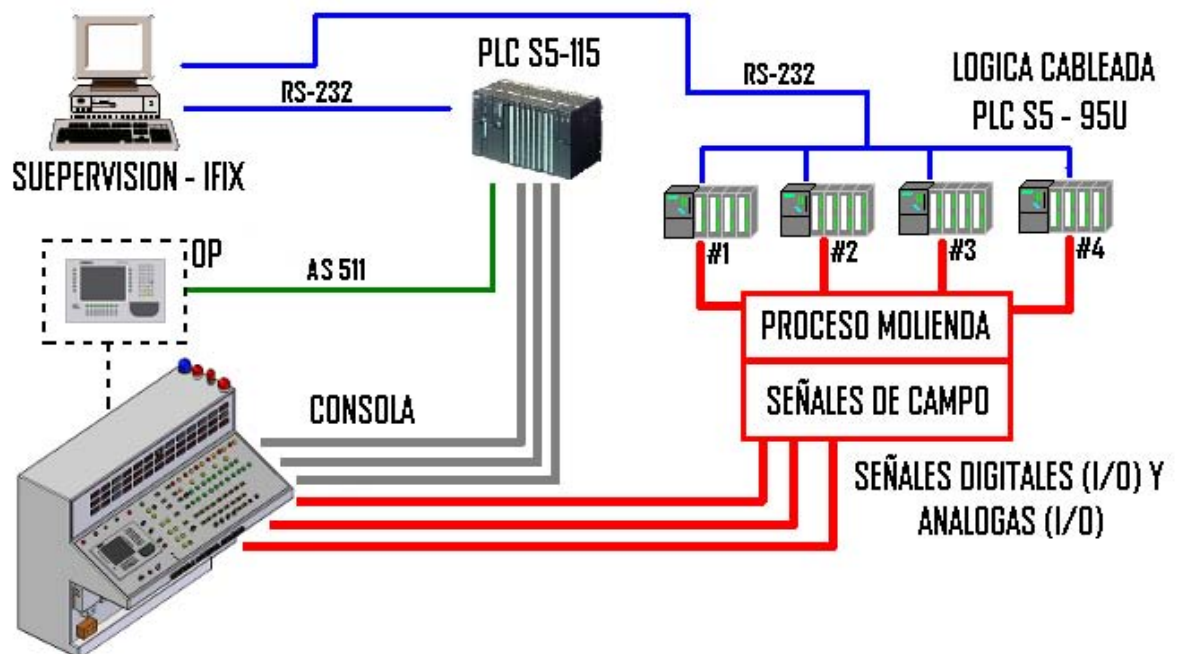 PLC S5-115
RS-232
LOGICA CABLEADA
PLC S5 - 95U
RS-232
SUEPERVISION - IFIX
OP
AS 511
#1
#2
#3
#4
PROCESO MOLIENDA
SEÑALES DE CAMPO
CONSOLA
SEÑALES DIGITALES (I/O) Y
ANALOGAS (I/O)